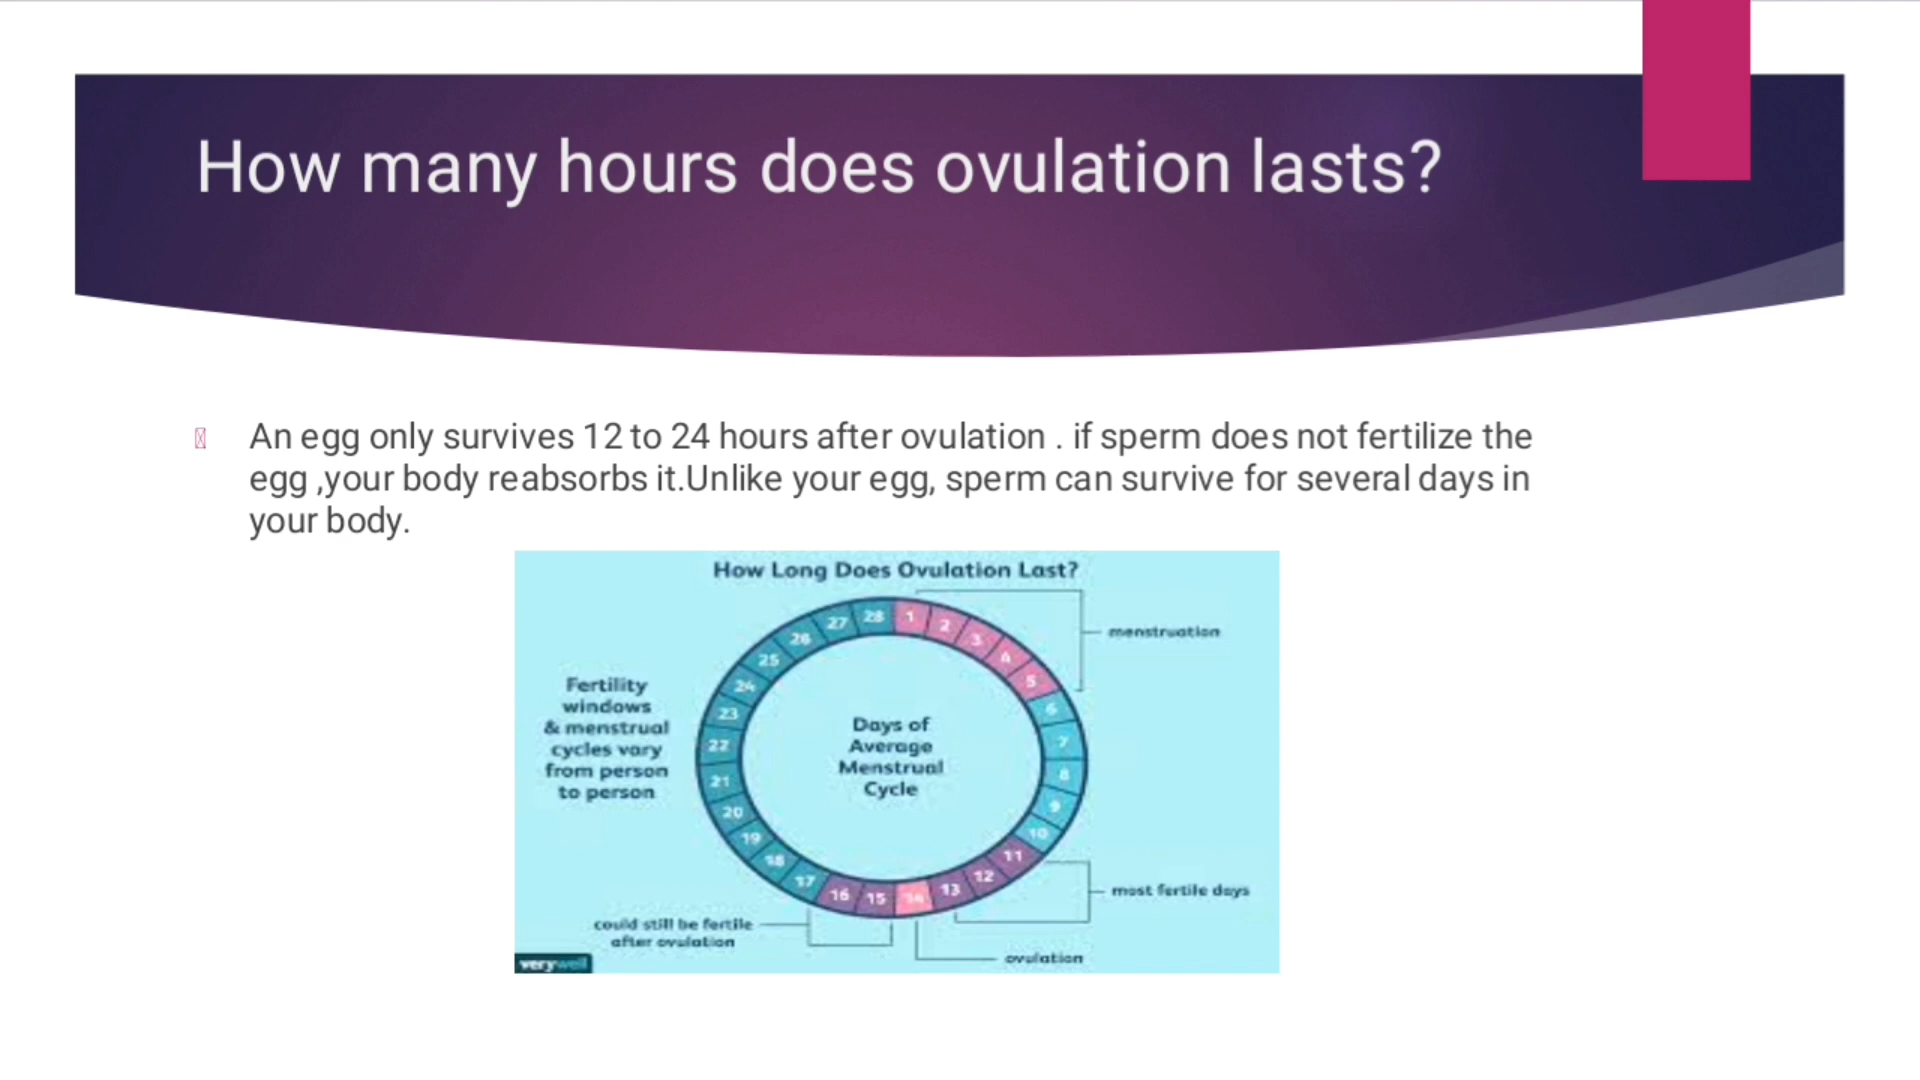 How many hours does ovulation lasts?
An egg only survives 12 to 24 hours after ovulation . if sperm does not fertilize the
egg ,your body reabsorbs it.Unlike your egg, sperm can survive for several days in
your body.
How Long Does Ovulation Last?
28
1
2
3
4
5
6
7
8
9
10
11
12
13
14
15
16
17
18
19
20
21
22
23
24
25
26
27
menstruation
Fertility
windows
& menstrual
cycles vary
from person
to person
Days of
Average
Menstrual
Cycle
most fertile days
could still be fertile
after ovulation
ovulation
verywell